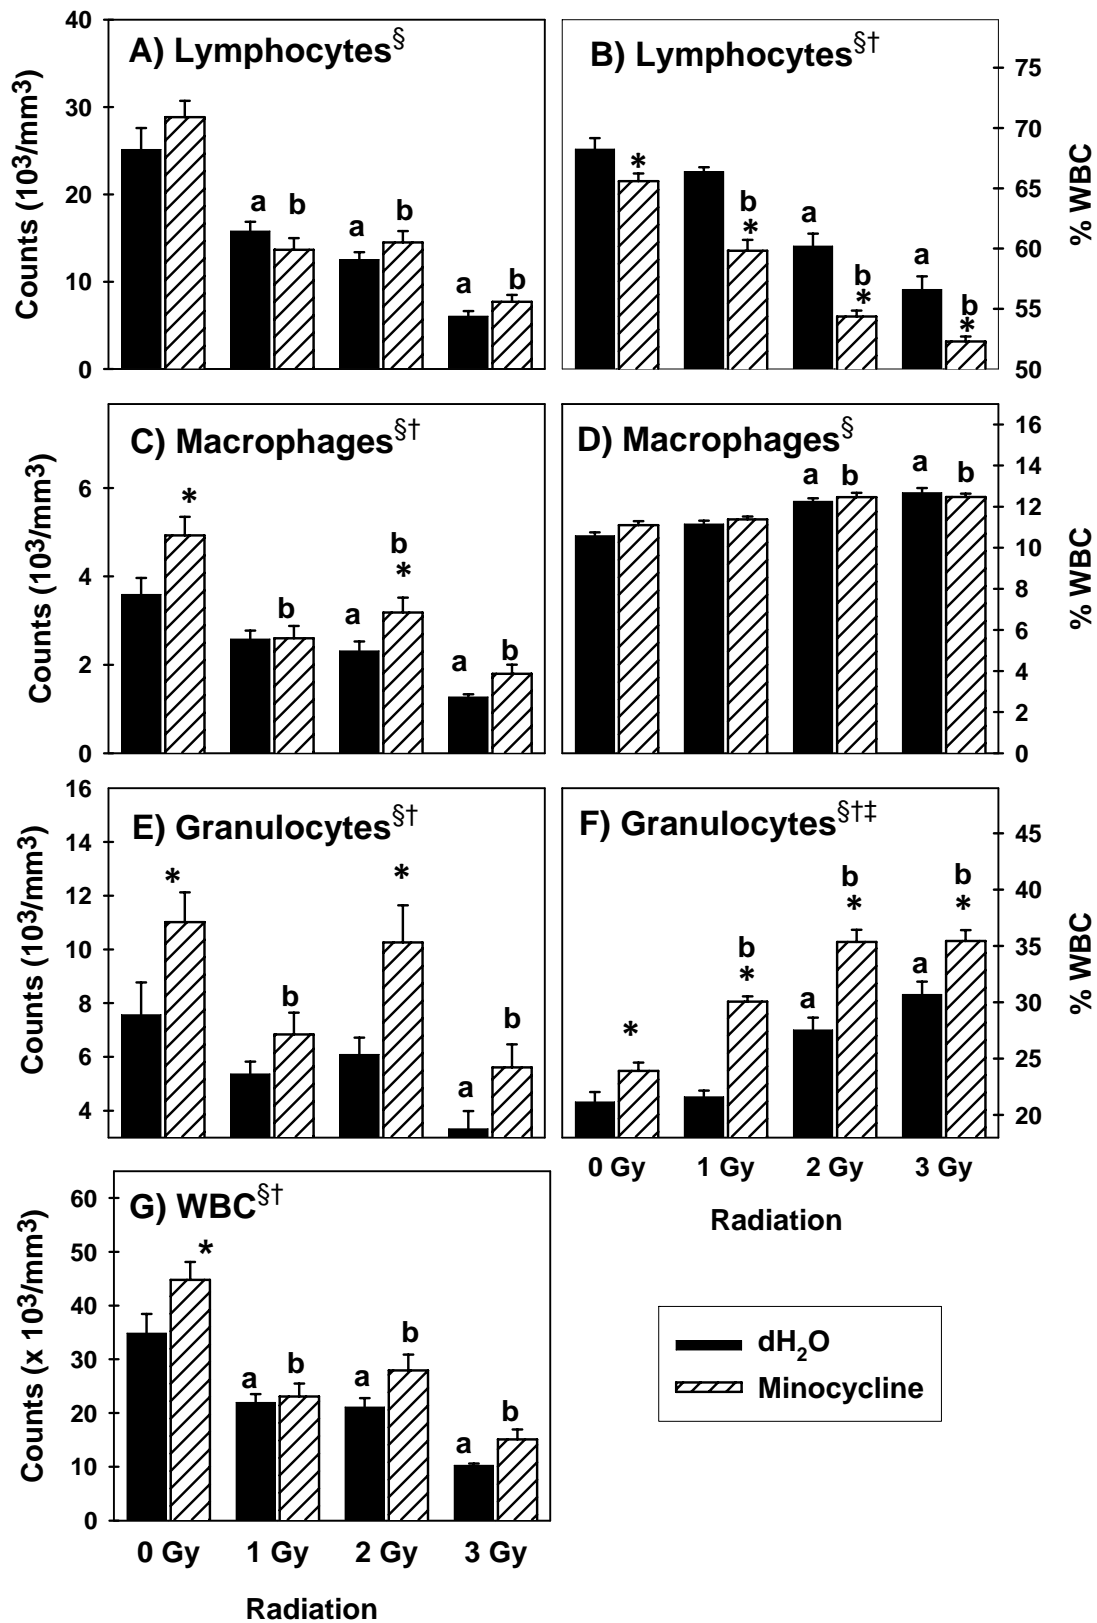 A) Lymphocytes§
Counts (10³/mm³)
40
30
20
10
0
a b a b a b
B) Lymphocytes§†
% WBC
75
70
65
60
55
50
* b * a b * a b *
C) Macrophages§†
Counts (10³/mm³)
6
4
2
0
* b a b * a b
D) Macrophages§
% WBC
16
14
12
10
8
6
4
2
0
a b a b
E) Granulocytes§†
Counts (10³/mm³)
16
14
12
10
8
6
4
* b * a b
F) Granulocytes§†‡
% WBC
45
40
35
30
25
20
* b * a b * a b *
0 Gy 1 Gy 2 Gy 3 Gy
Radiation
G) WBC§†
Counts (x 10³/mm³)
60
50
40
30
20
10
0
* a b a b a b
0 Gy 1 Gy 2 Gy 3 Gy
Radiation
dH₂O
Minocycline